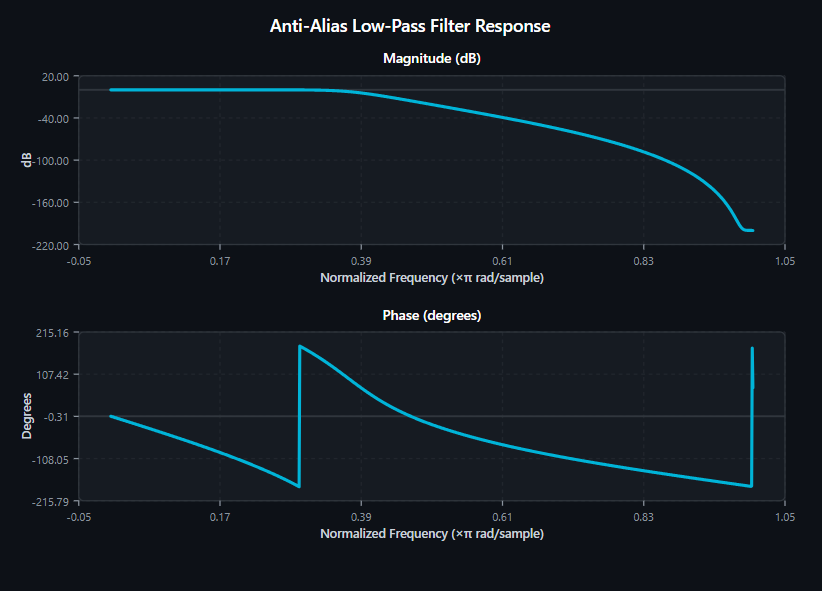 Anti-Alias Low-Pass Filter Response
Magnitude (dB)
20.00
-40.00
dB
-100.00
-160.00
-220.00
-0.05 0.17 0.39 0.61 0.83 1.05
Normalized Frequency (×π rad/sample)
Phase (degrees)
215.16
107.42
Degrees
-0.31
-108.05
-215.79
-0.05 0.17 0.39 0.61 0.83 1.05
Normalized Frequency (×π rad/sample)